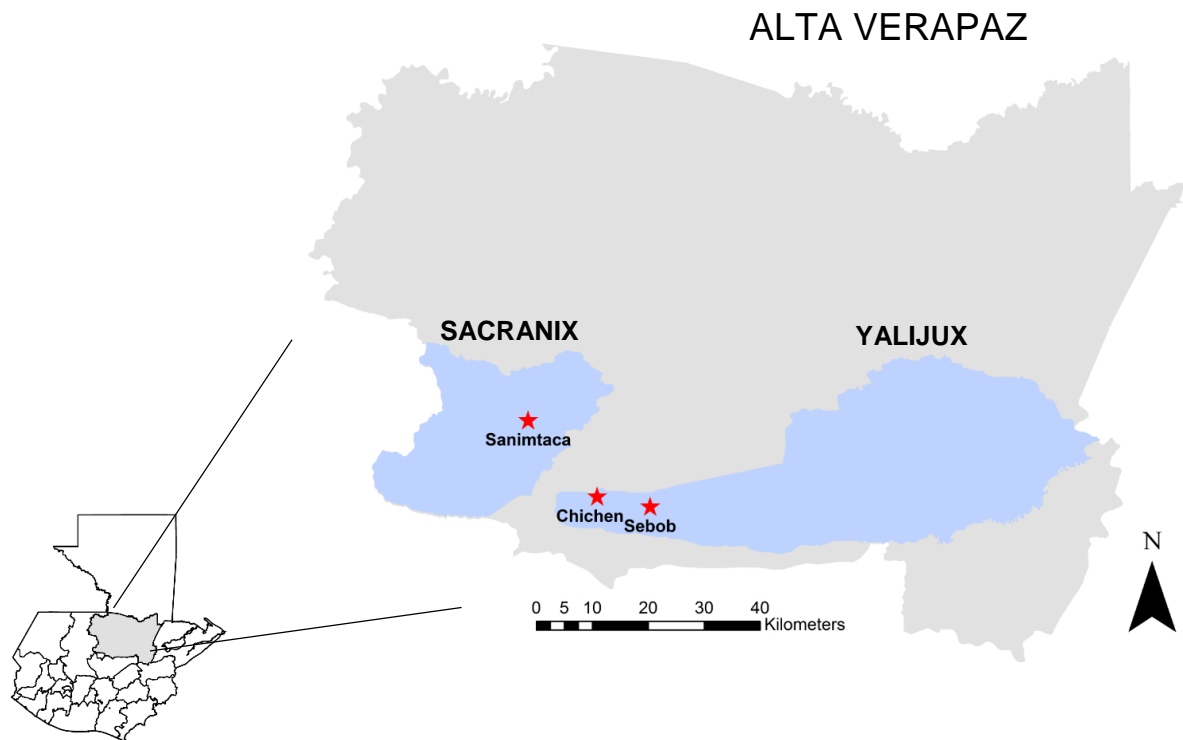 ALTA VERAPAZ
SACRANIX
YALIJUX
Sanimtaca
Chichen
Sebob
N
0 5 10 20 30 40
Kilometers